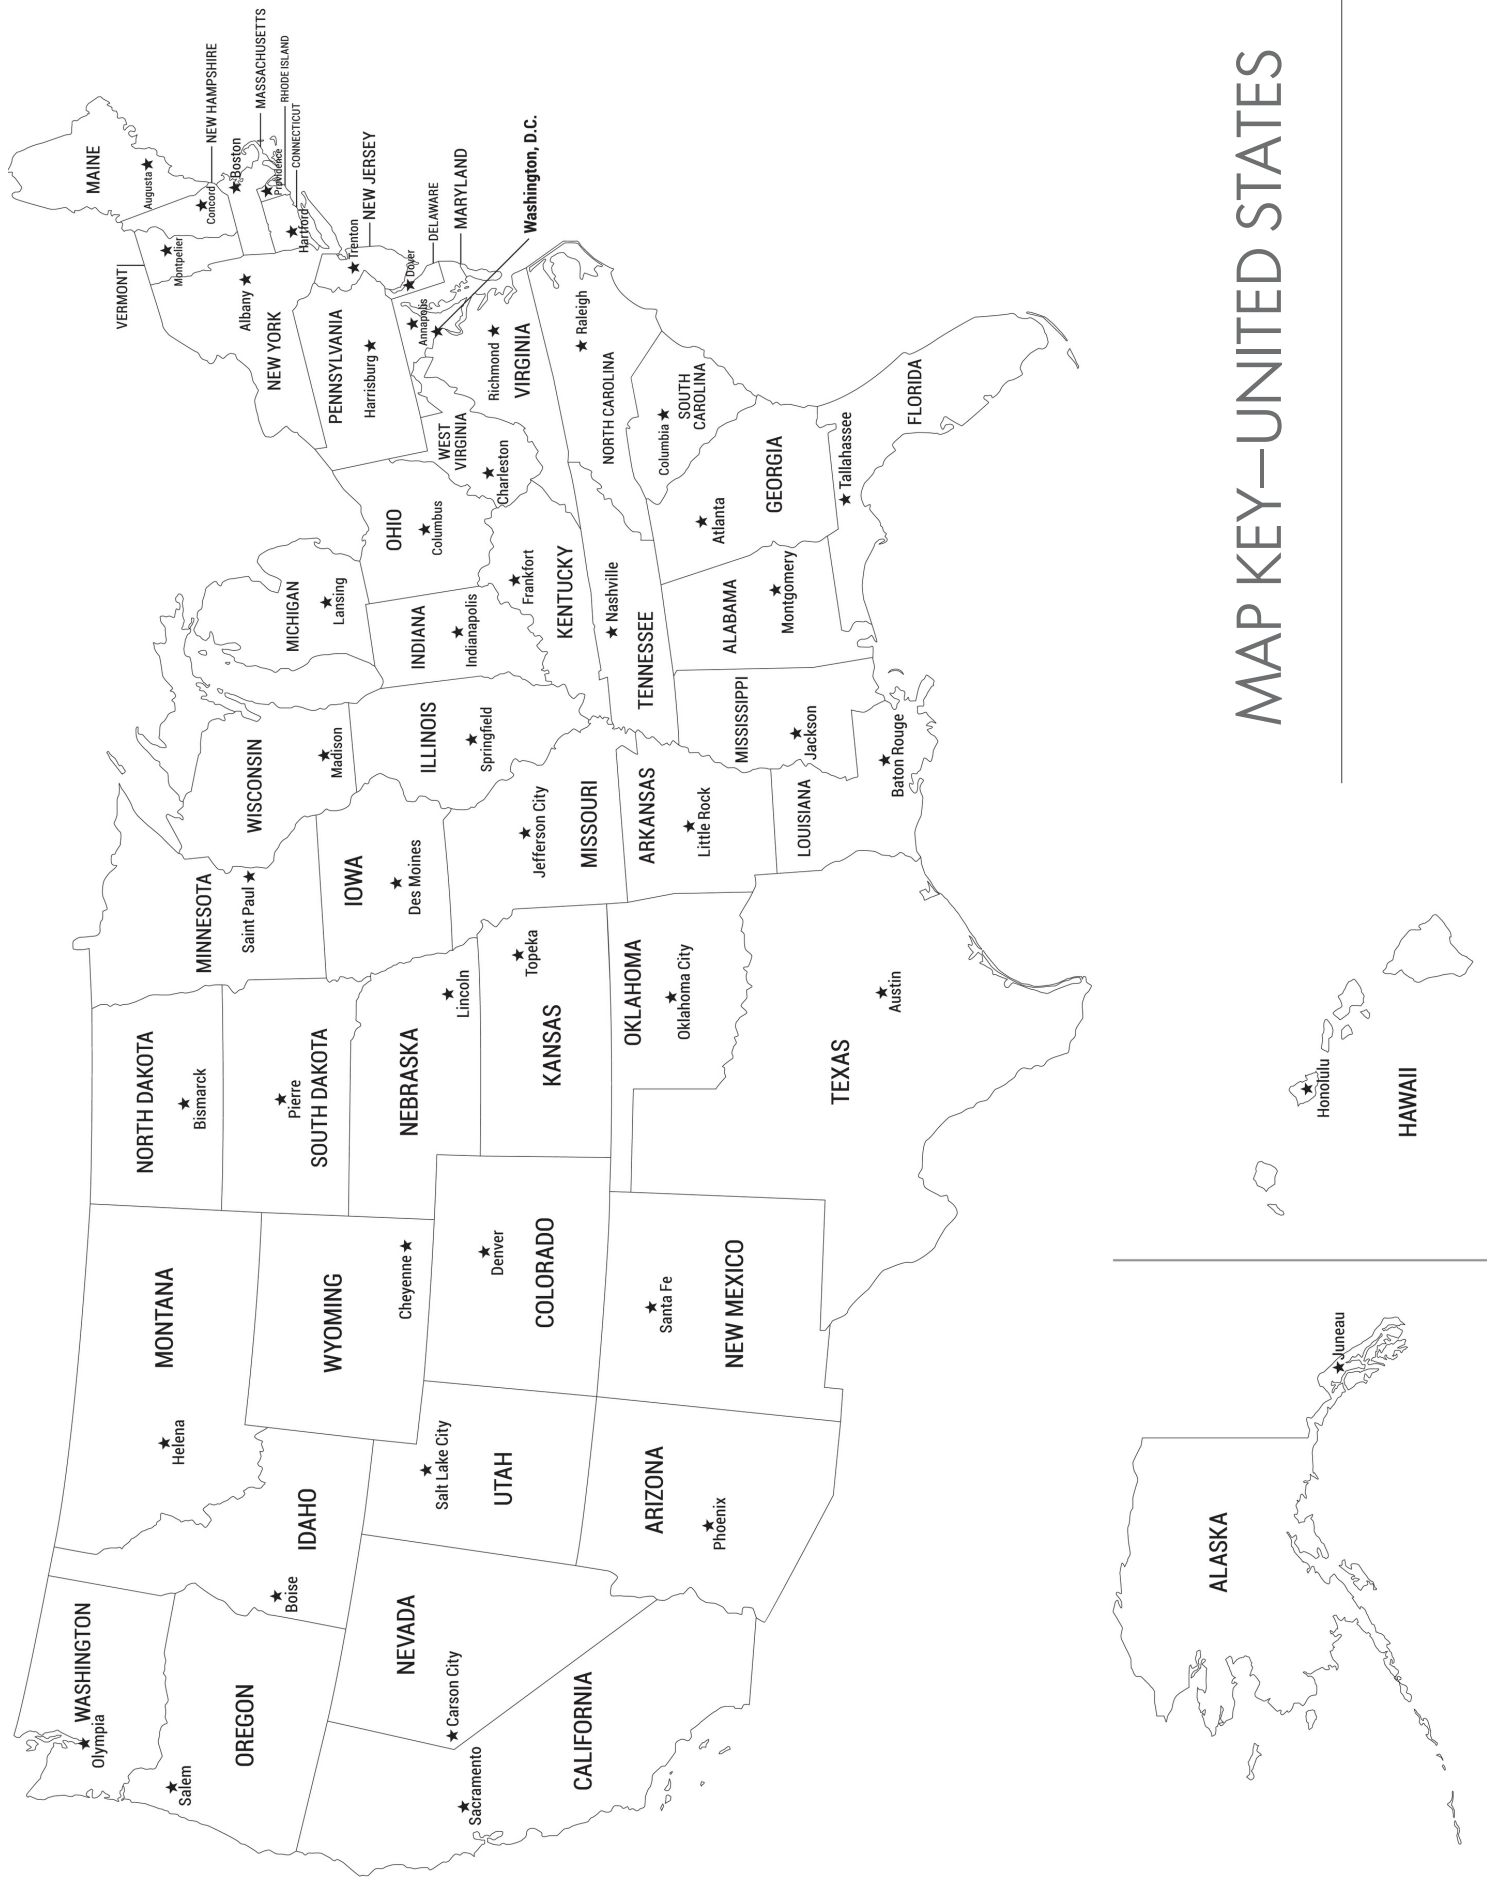 MAP KEY–UNITED STATES
WASHINGTON
Olympia
OREGON
Salem
CALIFORNIA
Sacramento
NEVADA
Carson City
IDAHO
Boise
MONTANA
Helena
WYOMING
Cheyenne
UTAH
Salt Lake City
ARIZONA
Phoenix
COLORADO
Denver
NEW MEXICO
Santa Fe
NORTH DAKOTA
Bismarck
Pierre
SOUTH DAKOTA
NEBRASKA
Lincoln
KANSAS
Topeka
OKLAHOMA
Oklahoma City
TEXAS
Austin
MINNESOTA
Saint Paul
IOWA
Des Moines
Jefferson City
MISSOURI
ARKANSAS
Little Rock
LOUISIANA
Baton Rouge
WISCONSIN
Madison
ILLINOIS
Springfield
MICHIGAN
Lansing
INDIANA
Indianapolis
OHIO
Columbus
Frankfort
KENTUCKY
Nashville
TENNESSEE
MISSISSIPPI
Jackson
ALABAMA
Montgomery
Atlanta
GEORGIA
Tallahassee
FLORIDA
Columbia
SOUTH
CAROLINA
Raleigh
NORTH CAROLINA
WEST
VIRGINIA
Charleston
Richmond
VIRGINIA
Washington, D.C.
MARYLAND
Annapolis
DELAWARE
Dover
PENNSYLVANIA
Harrisburg
NEW JERSEY
Trenton
Albany
NEW YORK
CONNECTICUT
Hartford
RHODE ISLAND
Providence
MASSACHUSETTS
Boston
NEW HAMPSHIRE
Concord
VERMONT
Montpelier
MAINE
Augusta
ALASKA
Juneau
Honolulu
HAWAII